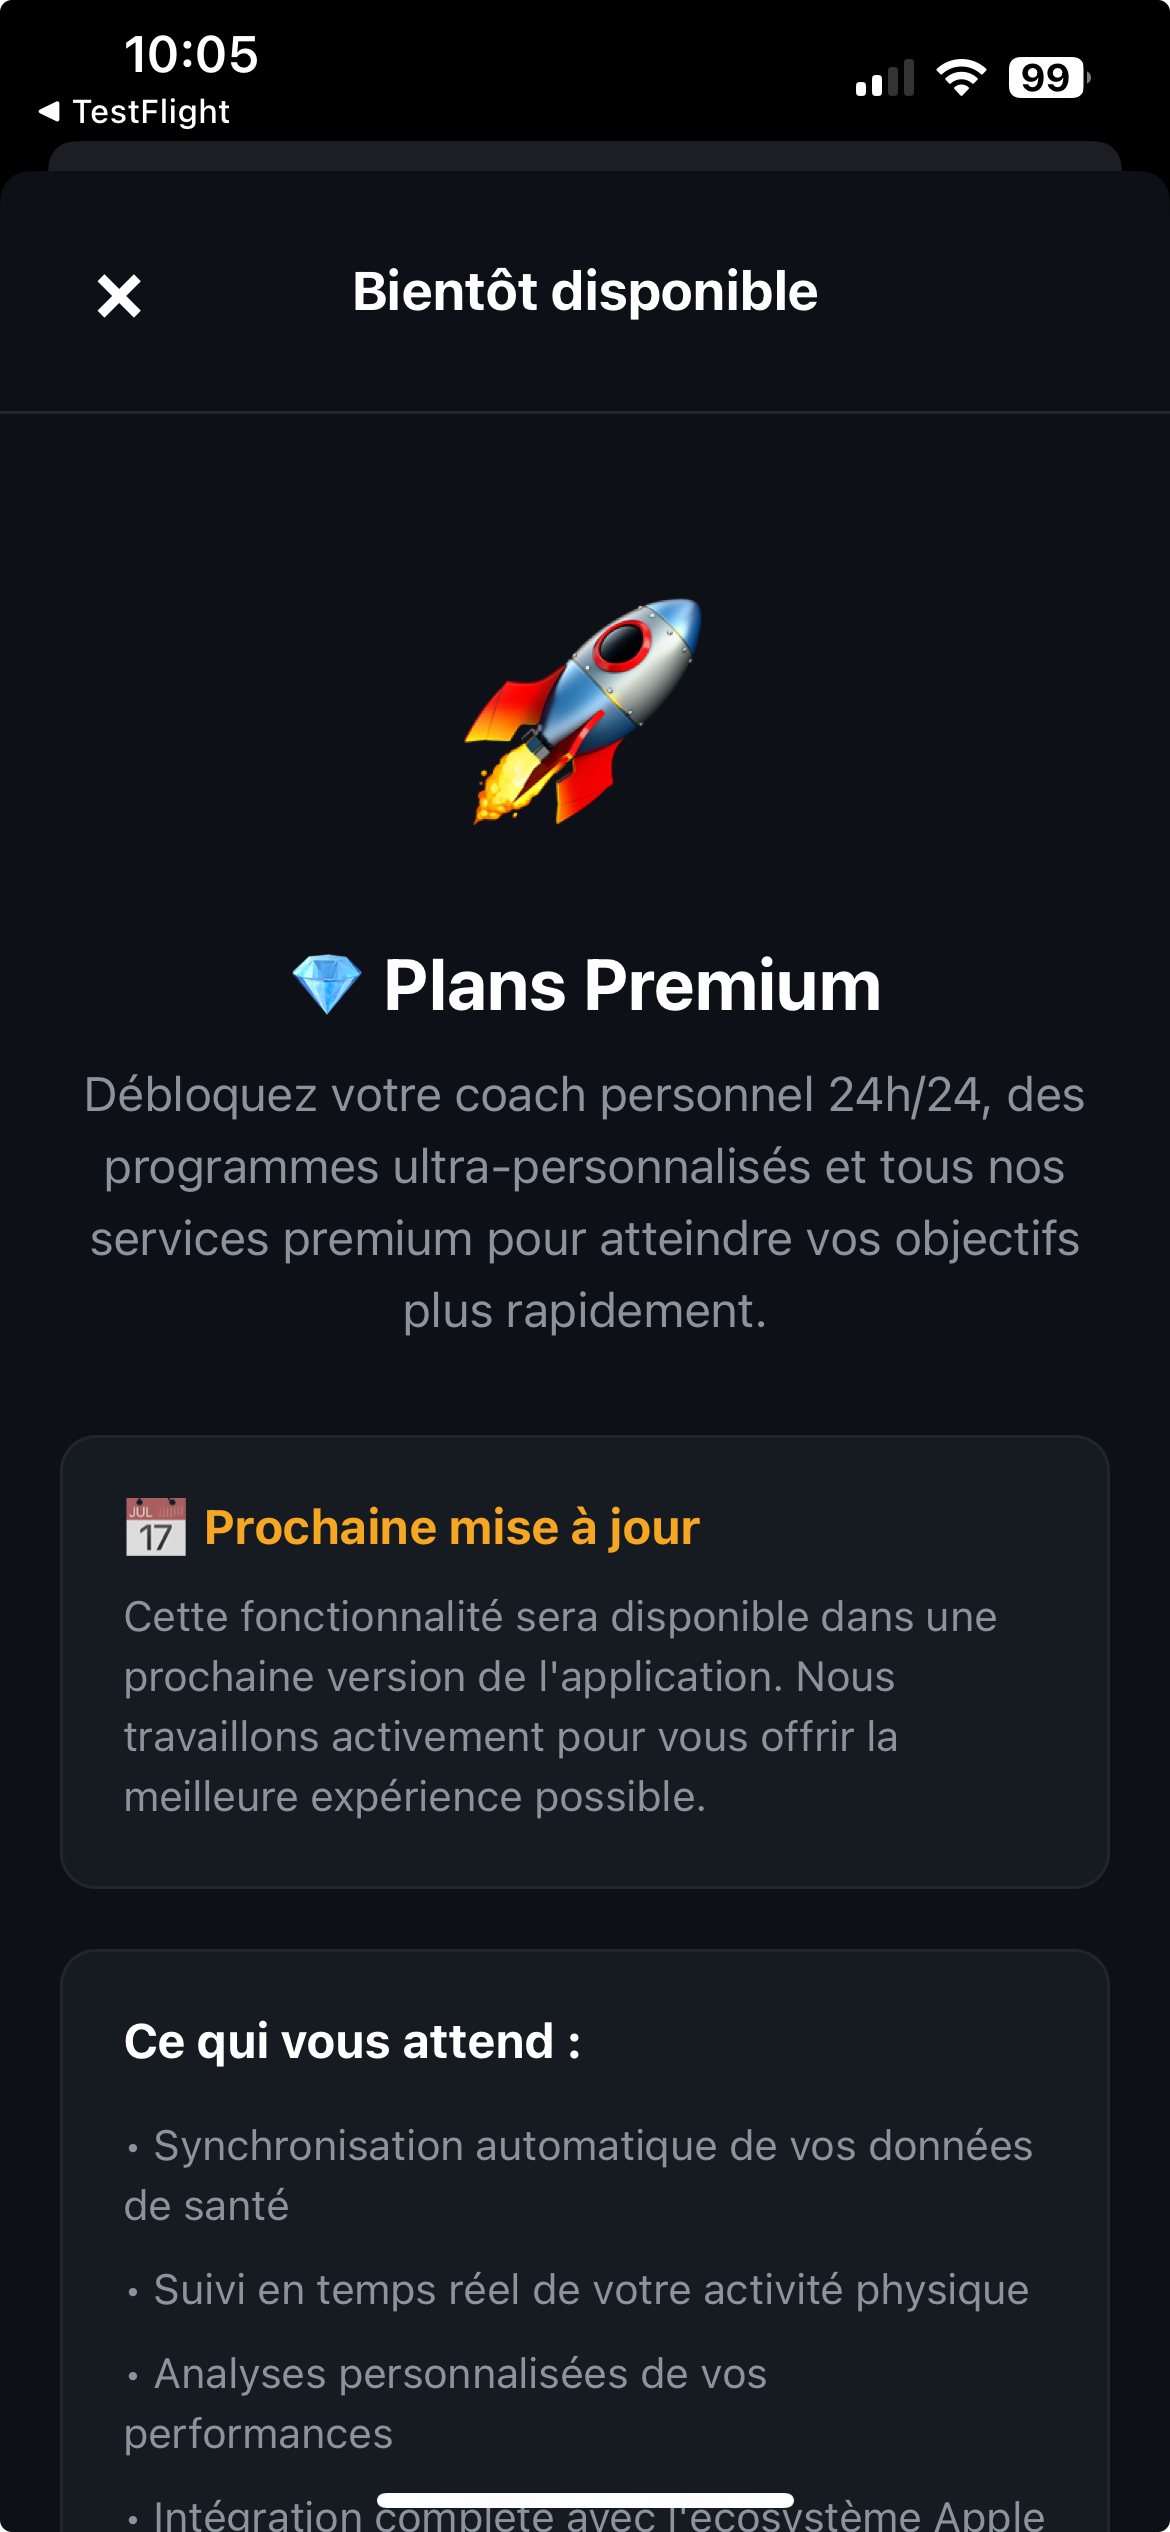 10:05
99
◀ TestFlight
Bientôt disponible
💎 Plans Premium
Débloquez votre coach personnel 24h/24, des
programmes ultra-personnalisés et tous nos
services premium pour atteindre vos objectifs
plus rapidement.
JUL
17
Prochaine mise à jour
Cette fonctionnalité sera disponible dans une
prochaine version de l'application. Nous
travaillons activement pour vous offrir la
meilleure expérience possible.
Ce qui vous attend :
• Synchronisation automatique de vos données
de santé
• Suivi en temps réel de votre activité physique
• Analyses personnalisées de vos
performances
• Intégration complète avec l'écosystème Apple